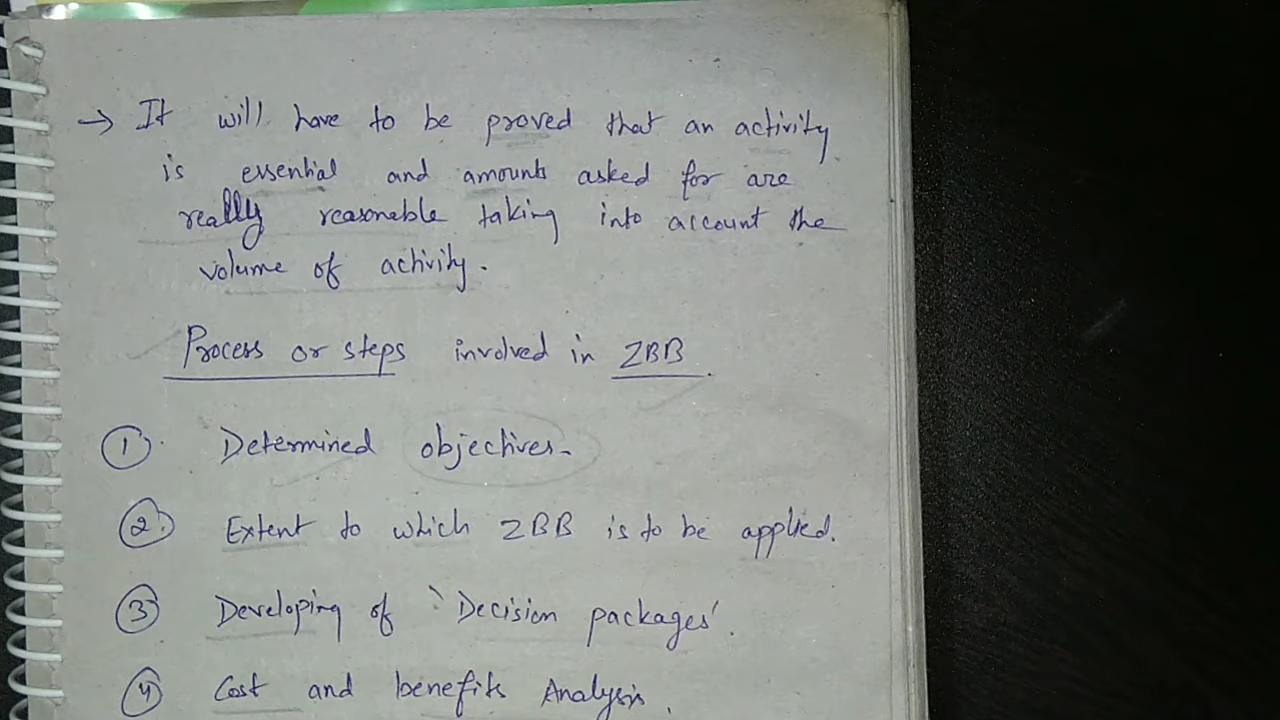 → It will have to be proved that an activity
is essential and amounts asked for are
really reasonable taking into account the
volume of activity.
Process or steps involved in ZBB.
① Determined objectives.
② Extent to which ZBB is to be applied.
③ Developing of 'Decision packages'.
④ Cost and benefits Analysis.